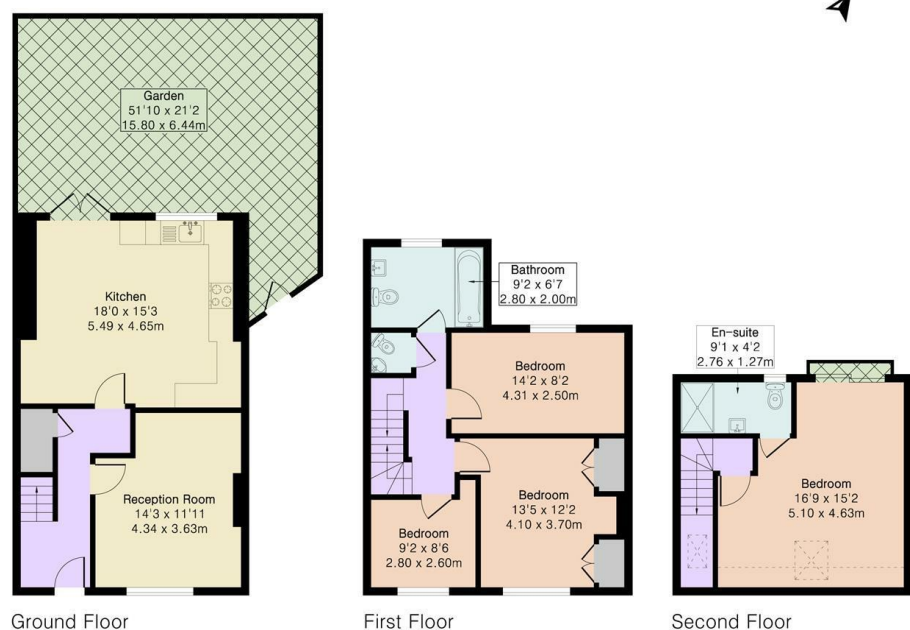 Garden
51'10 x 21'2
15.80 x 6.44m
Kitchen
18'0 x 15'3
5.49 x 4.65m
Reception Room
14'3 x 11'11
4.34 x 3.63m
Ground Floor
Bathroom
9'2 x 6'7
2.80 x 2.00m
Bedroom
14'2 x 8'2
4.31 x 2.50m
Bedroom
13'5 x 12'2
4.10 x 3.70m
Bedroom
9'2 x 8'6
2.80 x 2.60m
First Floor
En-suite
9'1 x 4'2
2.76 x 1.27m
Bedroom
16'9 x 15'2
5.10 x 4.63m
Second Floor